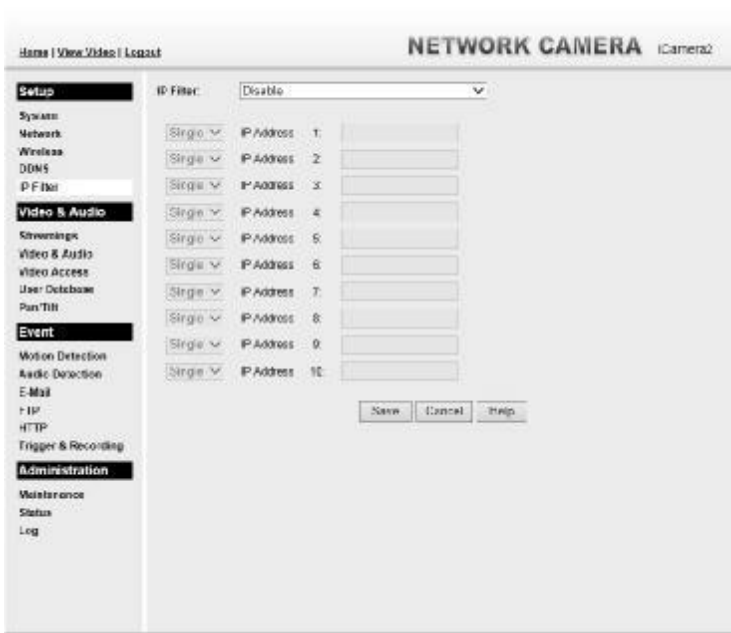 Home | View Video | Logout
NETWORK CAMERA iCamera2
Setup
System
Network
Wireless
DDNS
IP Filter
Video & Audio
Streamings
Video & Audio
Video Access
User Database
Pan/Tilt
Event
Motion Detection
Audio Detection
E-Mail
FTP
HTTP
Trigger & Recording
Administration
Maintenance
Status
Log
IP Filter: Disable
Single IP Address 1:
Single IP Address 2:
Single IP Address 3:
Single IP Address 4:
Single IP Address 5:
Single IP Address 6:
Single IP Address 7:
Single IP Address 8:
Single IP Address 9:
Single IP Address 10:
Save Cancel Help